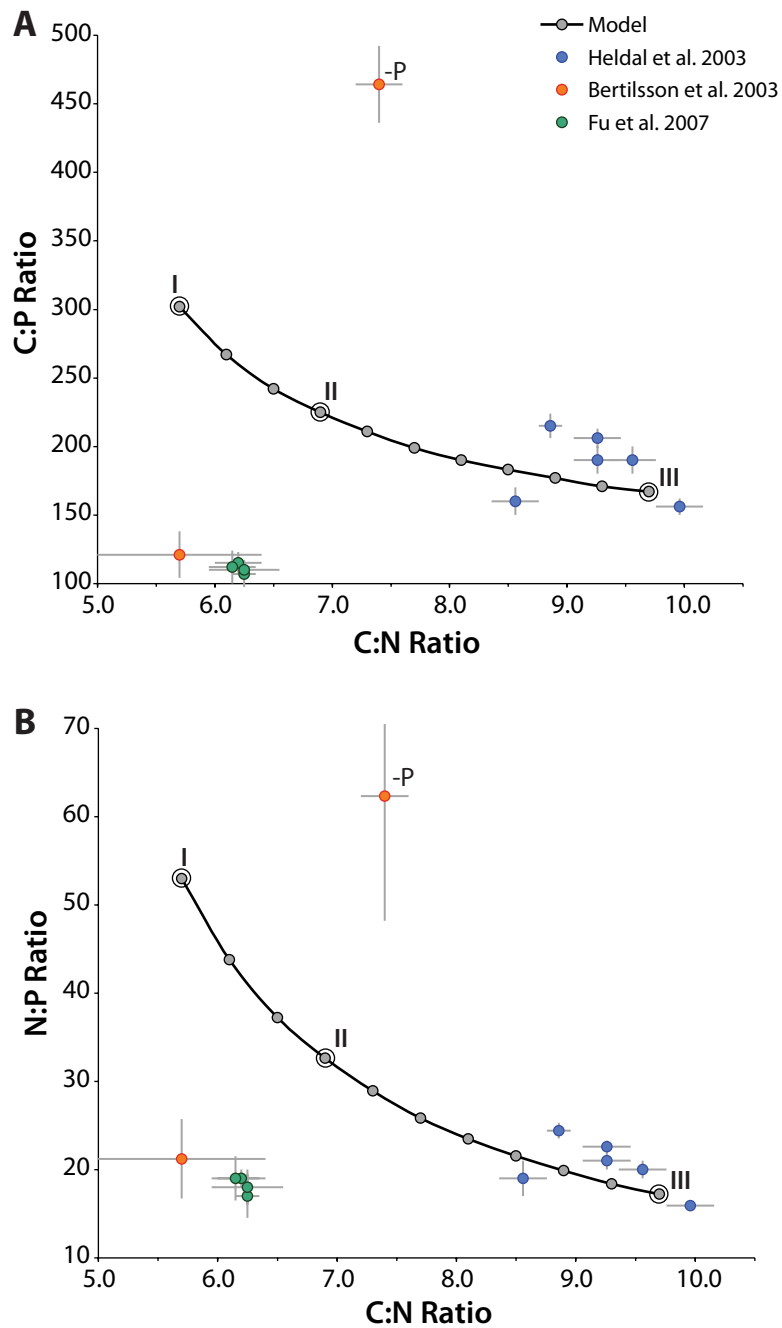 A
Model
Heldal et al. 2003
Bertilsson et al. 2003
Fu et al. 2007
500
450
400
350
300
250
200
150
100
C:P Ratio
-P
I
II
III
5.0 6.0 7.0 8.0 9.0 10.0
C:N Ratio
B
70
60
50
40
30
20
10
N:P Ratio
-P
I
II
III
5.0 6.0 7.0 8.0 9.0 10.0
C:N Ratio